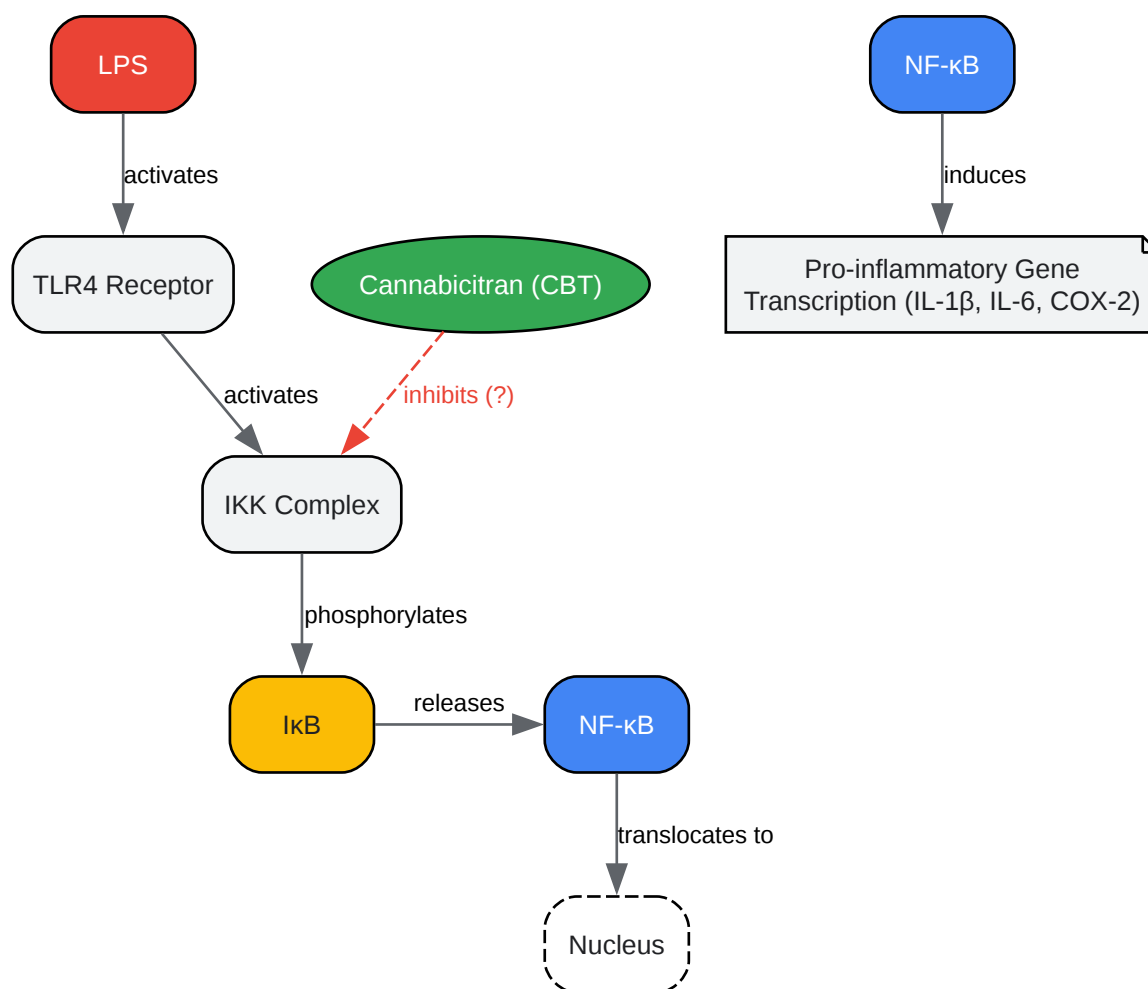 LPS
NF-κB
activates
induces
TLR4 Receptor
Cannabicitran (CBT)
Pro-inflammatory Gene
Transcription (IL-1β, IL-6, COX-2)
activates
inhibits (?)
IKK Complex
phosphorylates
IκB
releases
NF-κB
translocates to
Nucleus